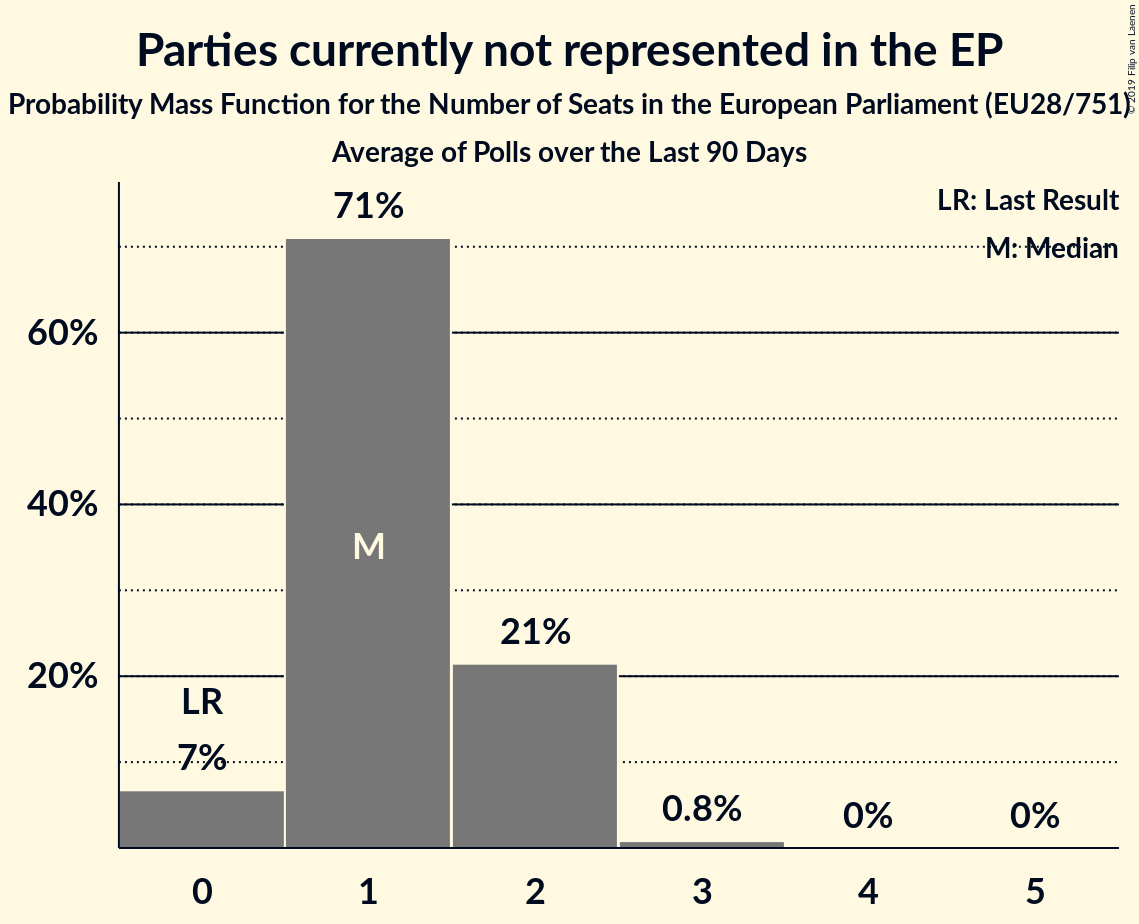 Parties currently not represented in the EP
Probability Mass Function for the Number of Seats in the European Parliament (EU28/751)
Average of Polls over the Last 90 Days
© 2019 Filip van Laenen
LR: Last Result
M: Median
71%
60%
40%
M
21%
20%
LR
7%
0.8%
0%
0%
0 1 2 3 4 5